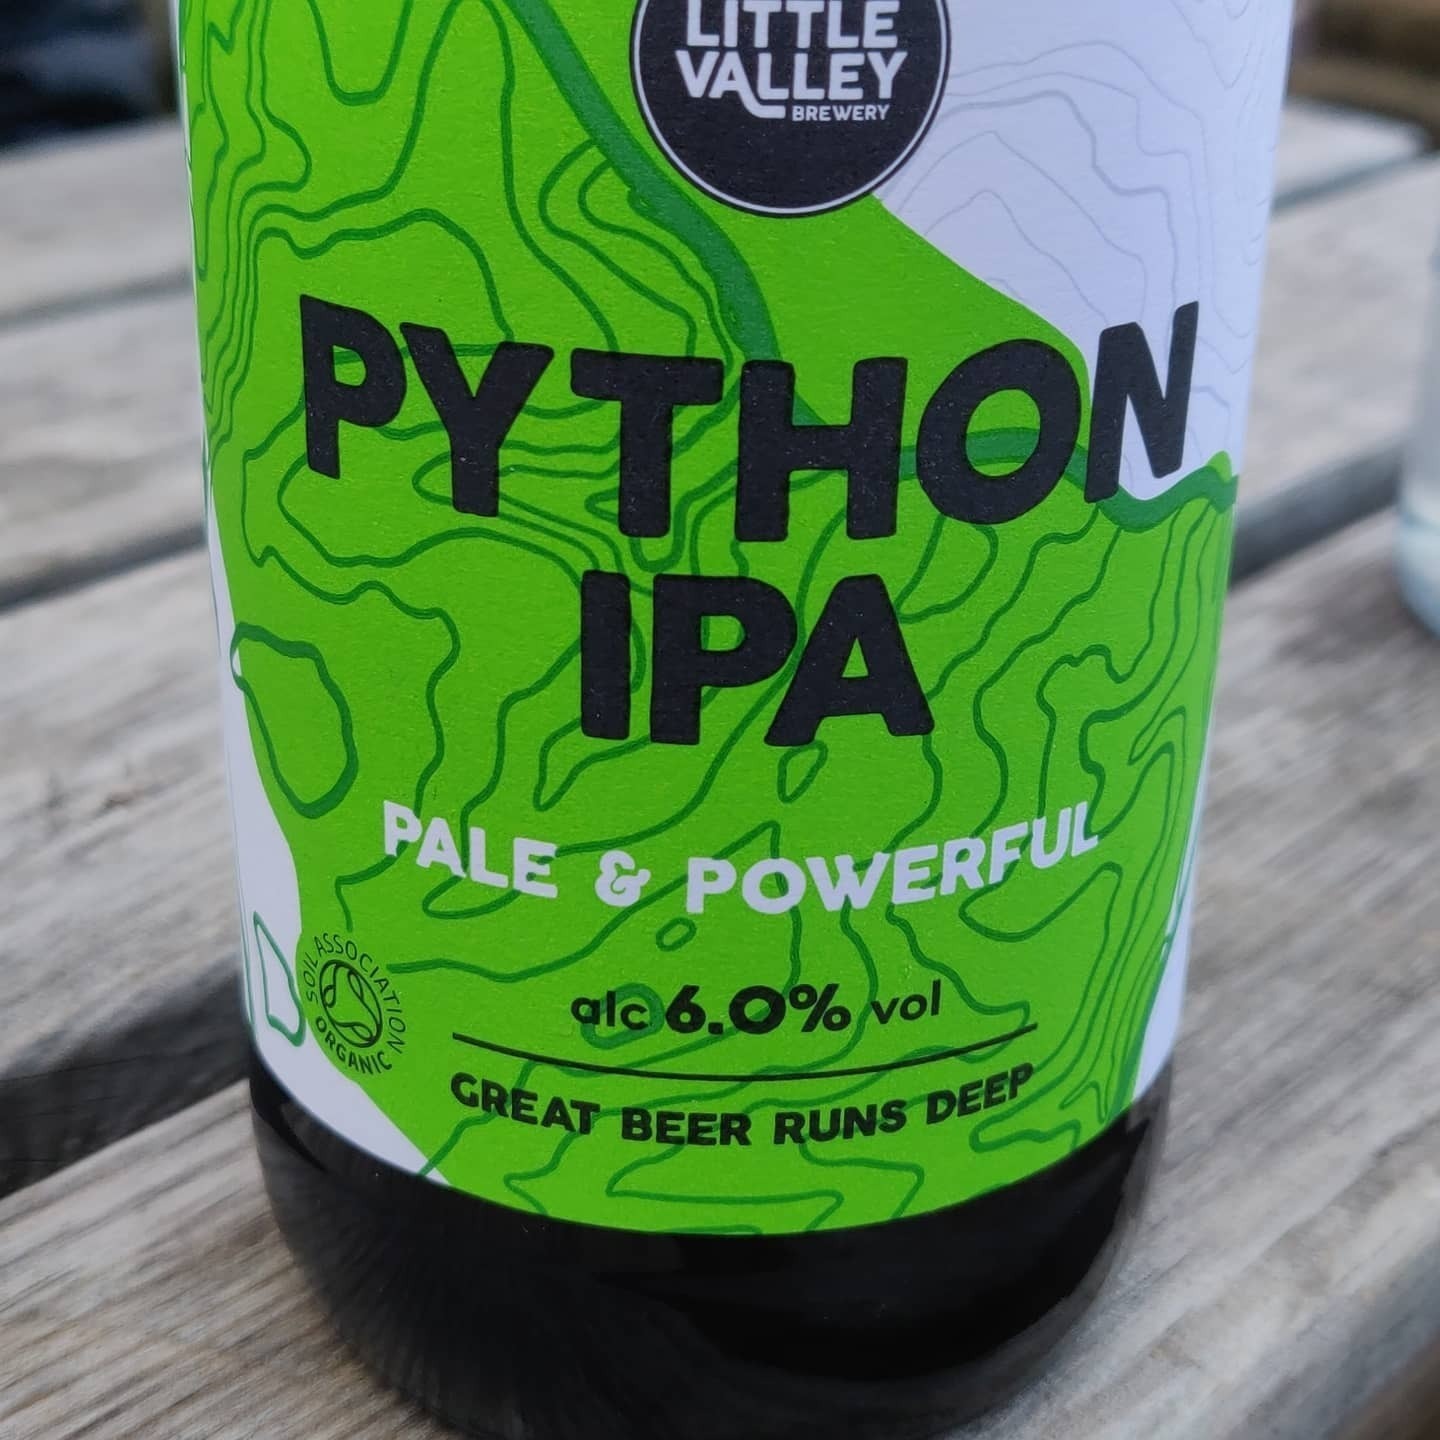 LITTLE
VALLEY
BREWERY
PYTHON
IPA
PALE & POWERFUL
SOIL ASSOCIATION
ORGANIC
alc 6.0% vol
GREAT BEER RUNS DEEP